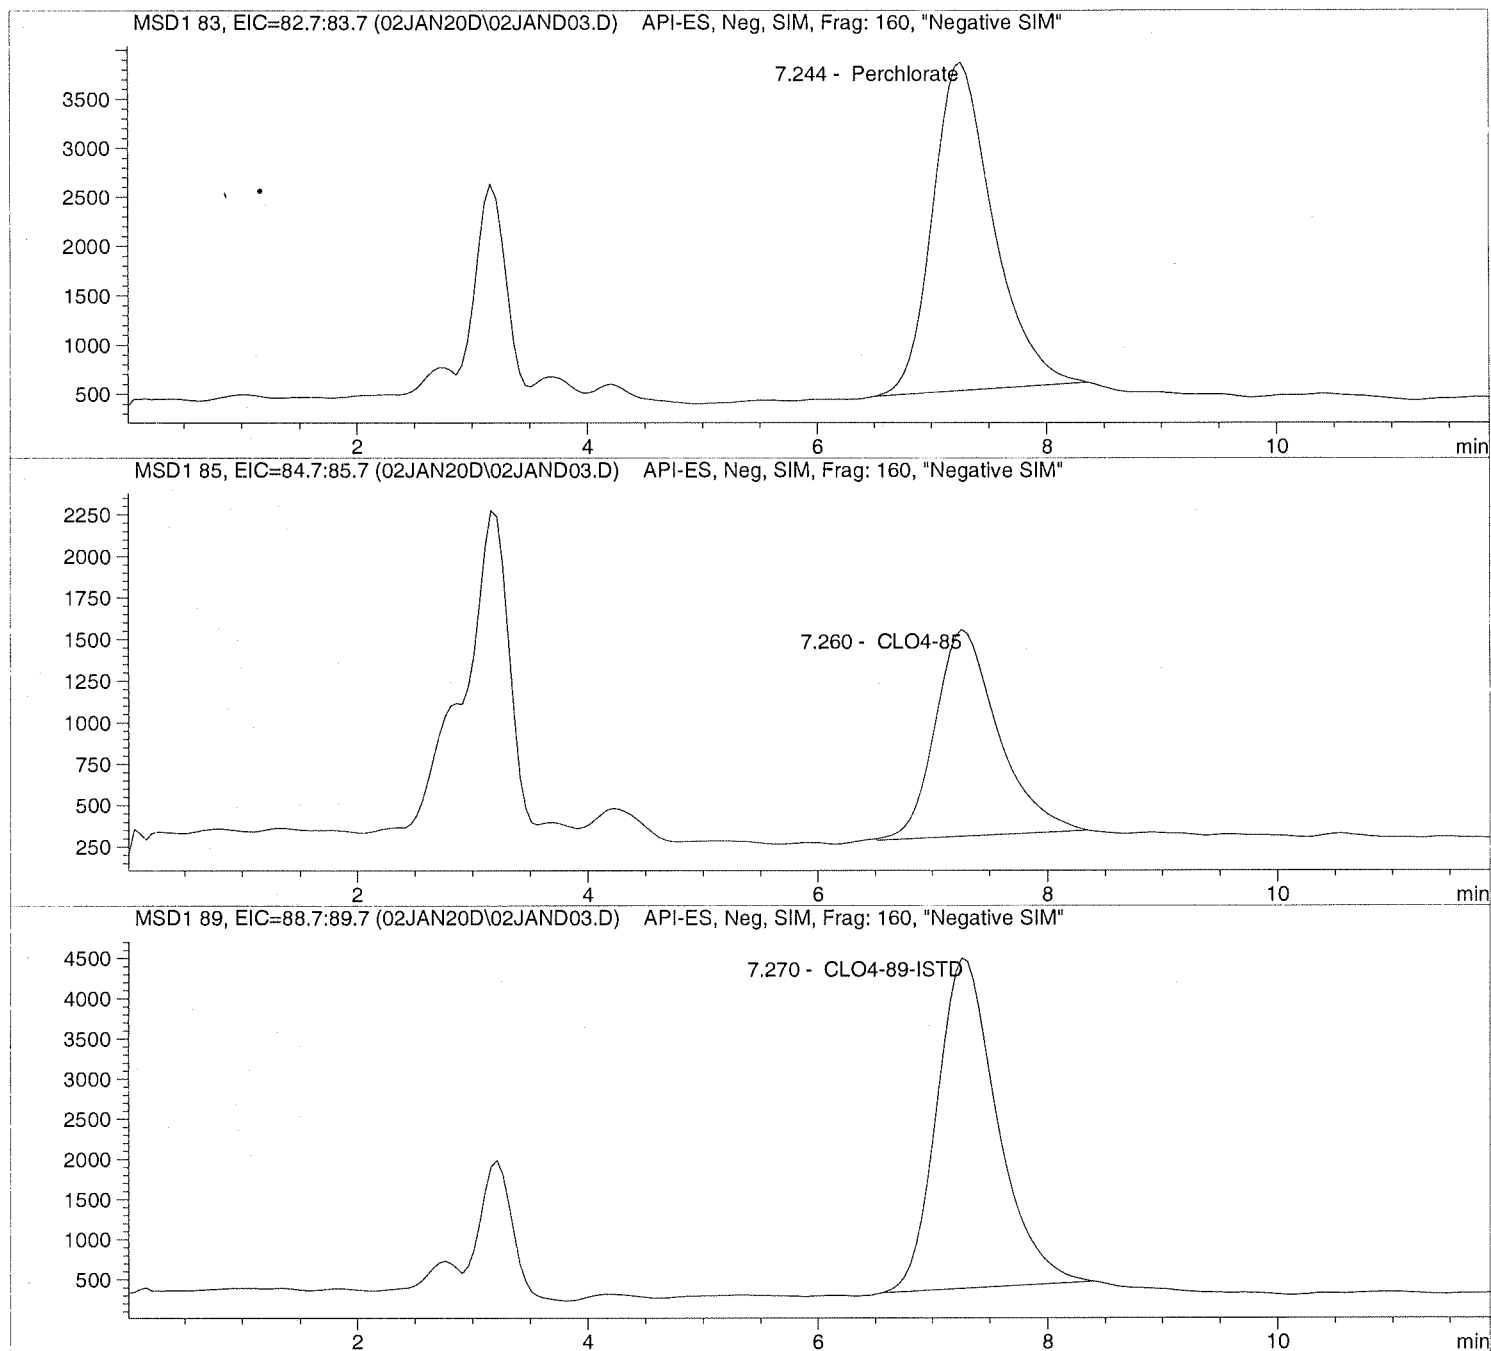 MSD1 83, EIC=82.7:83.7 (02JAN20D\02JAND03.D) API-ES, Neg, SIM, Frag: 160, "Negative SIM"
7.244 - Perchlorate
3500
3000
2500
2000
1500
1000
500
2 4 6 8 10 min
MSD1 85, EIC=84.7:85.7 (02JAN20D\02JAND03.D) API-ES, Neg, SIM, Frag: 160, "Negative SIM"
2250
2000
1750
7.260 - CLO4-85
1500
1250
1000
750
500
250
2 4 6 8 10 min
MSD1 89, EIC=88.7:89.7 (02JAN20D\02JAND03.D) API-ES, Neg, SIM, Frag: 160, "Negative SIM"
4500
7.270 - CLO4-89-ISTD
4000
3500
3000
2500
2000
1500
1000
500
2 4 6 8 10 min